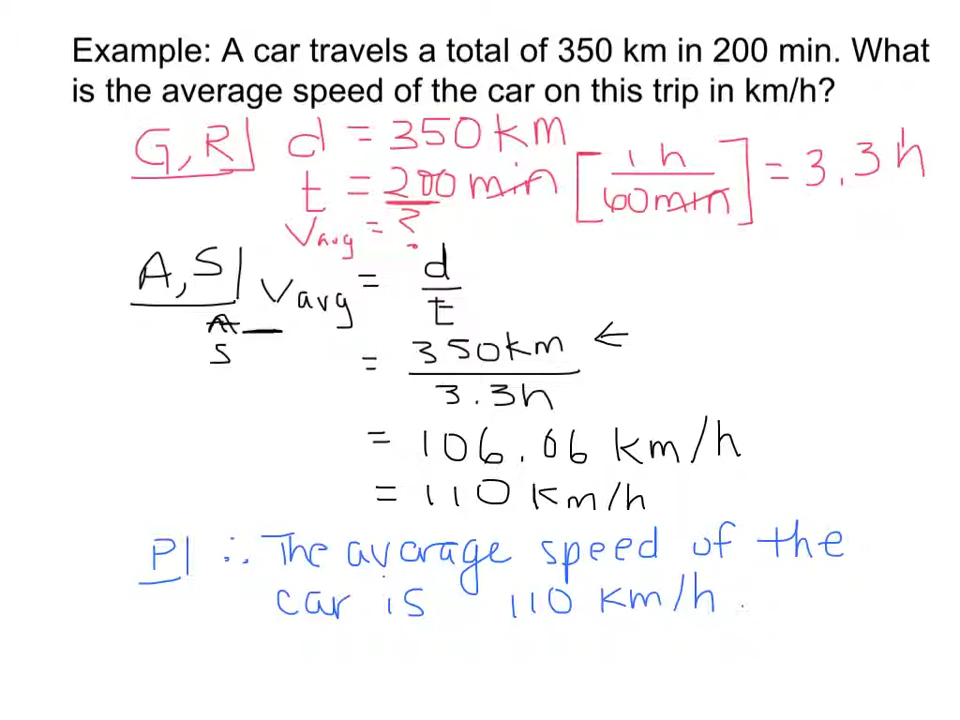 Example: A car travels a total of 350 km in 200 min. What
is the average speed of the car on this trip in km/h?
G,R| d = 350 km
t = 200 min [1 h / 60 min] = 3.3 h
Vavg = ?
A,S| Vavg = d / t
A
S
= 350 km / 3.3 h ←
= 106.06 km/h
= 110 km/h
P| ∴ The average speed of the
car is 110 km/h.